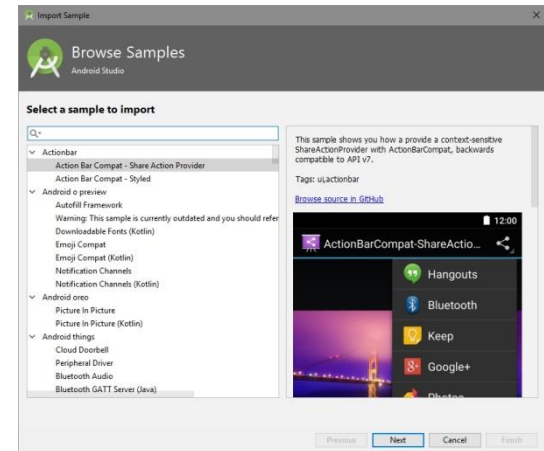 Import Sample
Browse Samples
Android Studio
Select a sample to import
Actionbar
Action Bar Compat - Share Action Provider
Action Bar Compat - Styled
Android o preview
Autofill Framework
Warning: This sample is currently outdated and you should refer
Downloadable Fonts (Kotlin)
Emoji Compat
Emoji Compat (Kotlin)
Notification Channels
Notification Channels (Kotlin)
Android oreo
Picture In Picture
Picture In Picture (Kotlin)
Android things
Cloud Doorbell
Peripheral Driver
Bluetooth Audio
Bluetooth GATT Server (Java)
This sample shows you how a provide a context-sensitive
ShareActionProvider with ActionBarCompat, backwards
compatible to API v7.
Tags: ui,actionbar
Browse source in GitHub
12:00
ActionBarCompat-ShareActio...
Hangouts
Bluetooth
Keep
Google+
Photos
Previous Next Cancel Finish